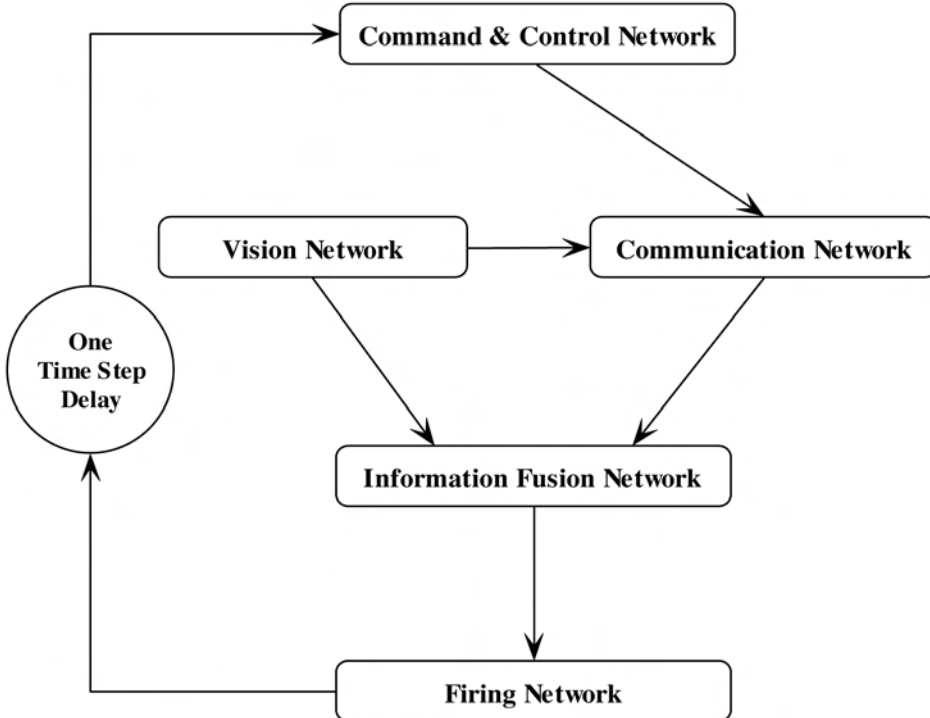 Command & Control Network
Vision Network
Communication Network
One
Time Step
Delay
Information Fusion Network
Firing Network